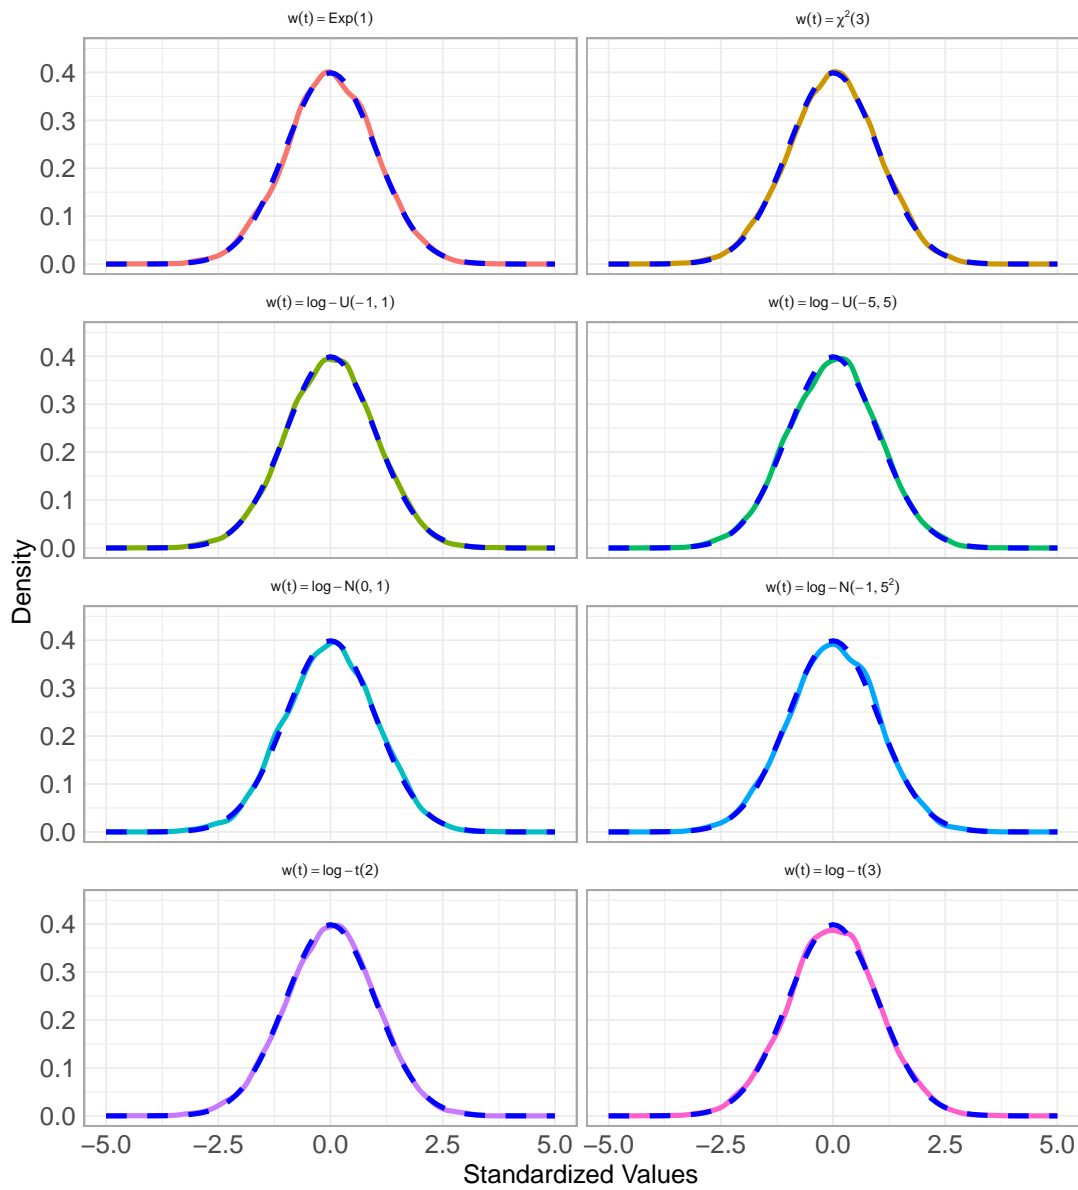 w(t) = Exp(1)
w(t) = χ²(3)
0.4
0.3
0.2
0.1
0.0
w(t) = log − U(−1, 1)
w(t) = log − U(−5, 5)
0.4
0.3
0.2
0.1
0.0
Density
w(t) = log − N(0, 1)
w(t) = log − N(−1, 5²)
0.4
0.3
0.2
0.1
0.0
w(t) = log − t(2)
w(t) = log − t(3)
0.4
0.3
0.2
0.1
0.0
−5.0 −2.5 0.0 2.5 5.0 −5.0 −2.5 0.0 2.5 5.0
Standardized Values